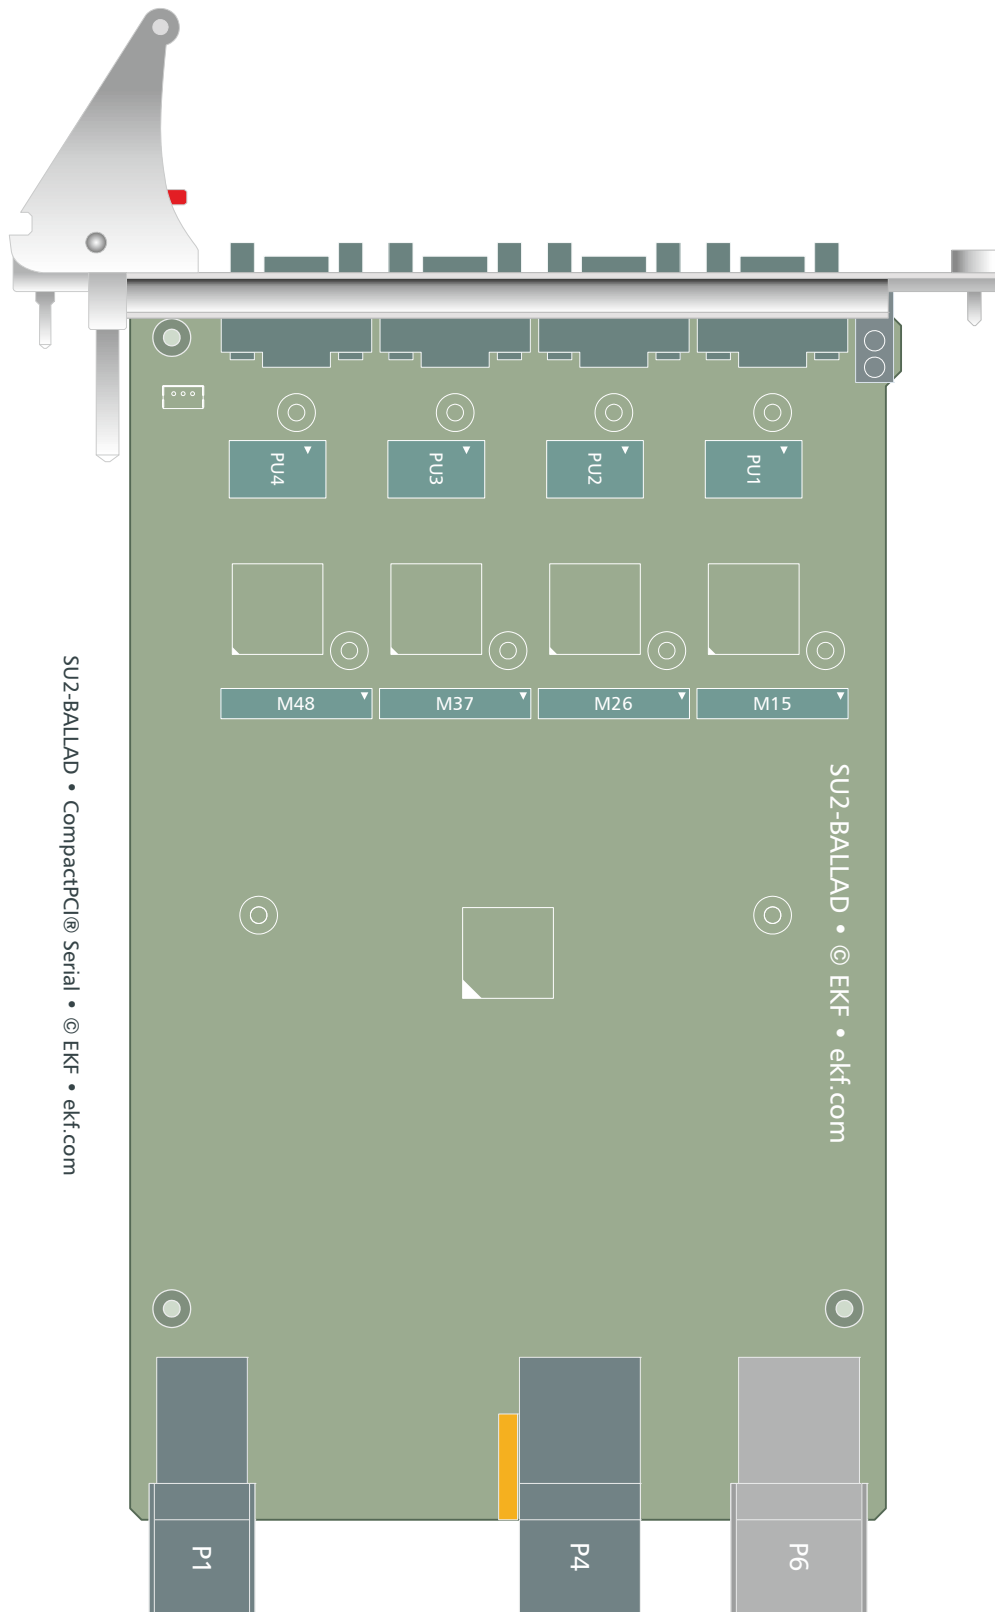 PU4
PU3
PU2
PU1
M48
M37
M26
M15
SU2-BALLAD • CompactPCI® Serial • © EKF • ekf.com
SU2-BALLAD • © EKF • ekf.com
P1
P4
P6